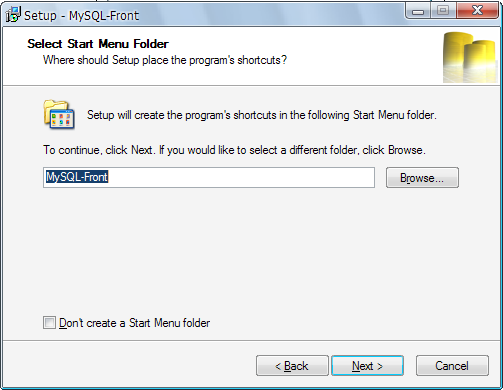 Setup - MySQL-Front
Select Start Menu Folder
Where should Setup place the program's shortcuts?
Setup will create the program's shortcuts in the following Start Menu folder.
To continue, click Next. If you would like to select a different folder, click Browse.
MySQL-Front
Browse...
Don't create a Start Menu folder
< Back
Next >
Cancel